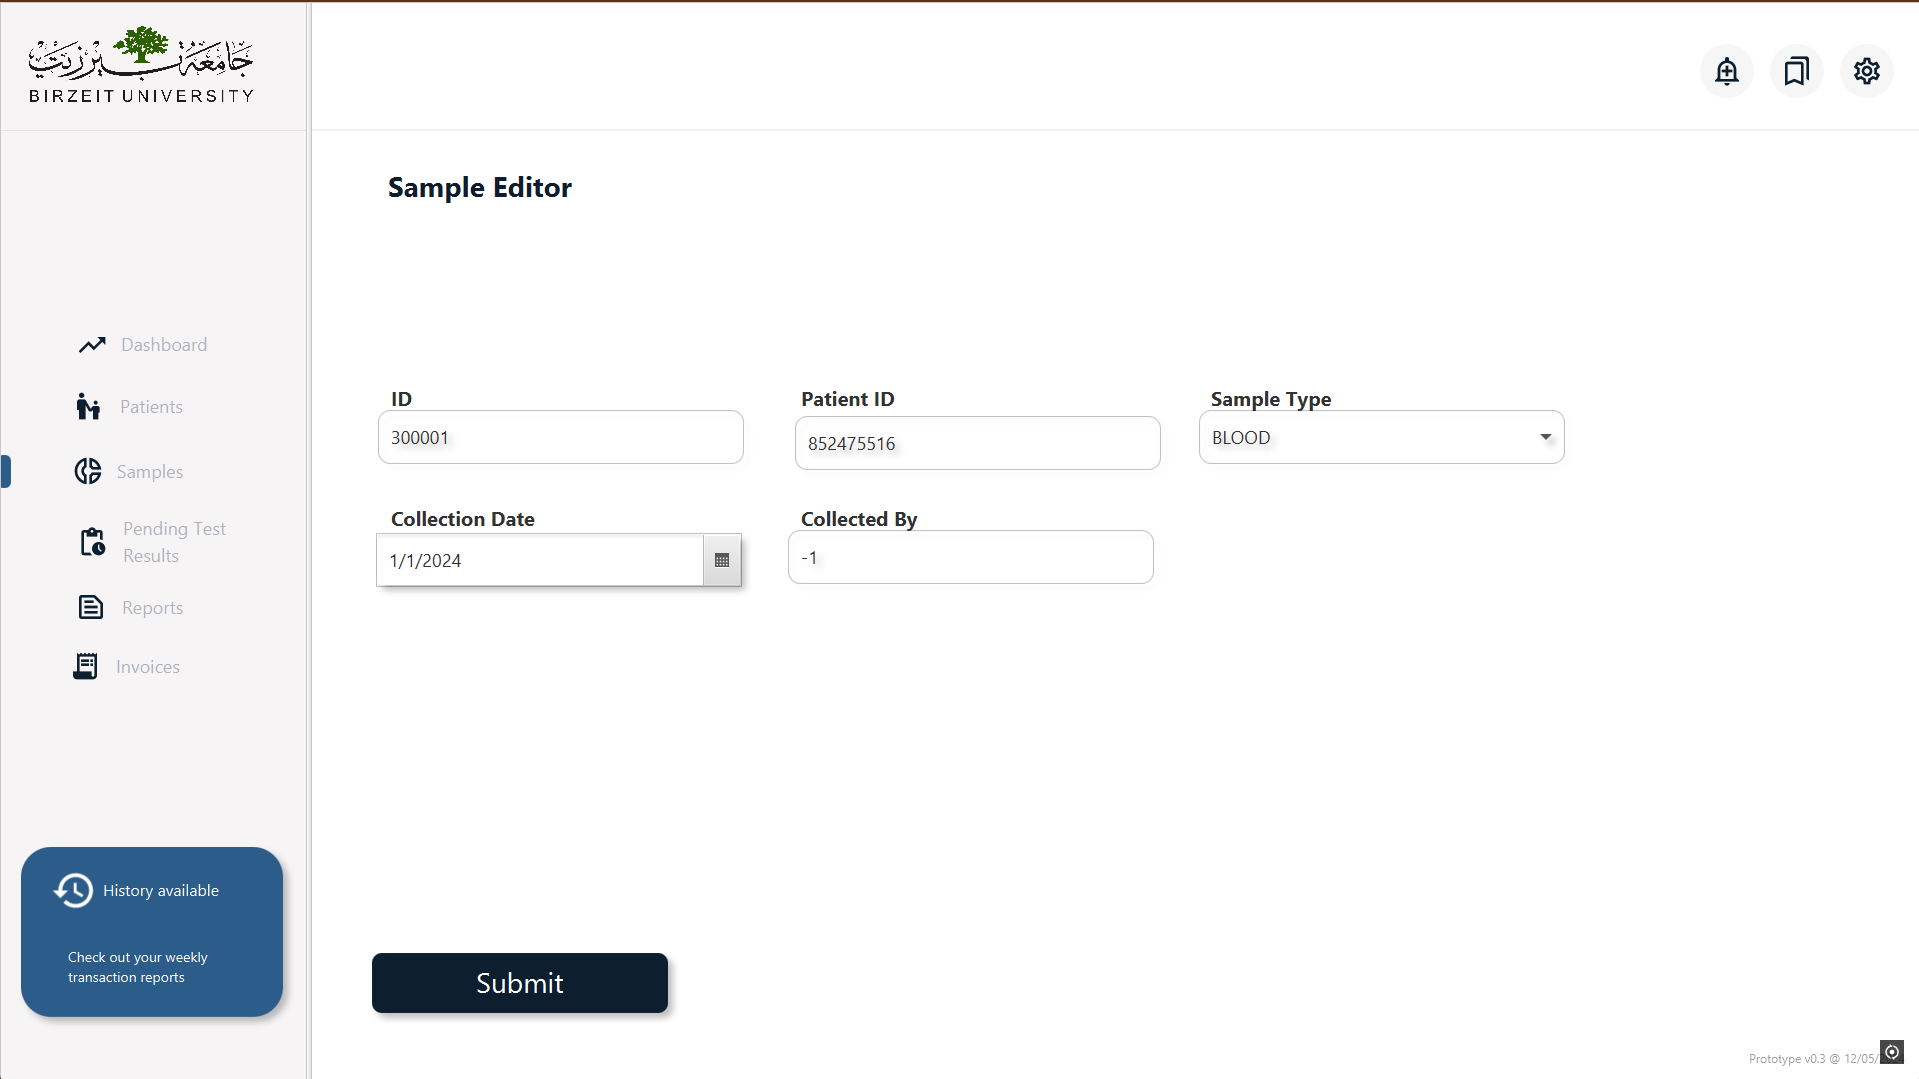 جامعة بيرزيت
BIRZEIT UNIVERSITY
Dashboard
Patients
Samples
Pending Test
Results
Reports
Invoices
History available
Check out your weekly
transaction reports
Sample Editor
ID
300001
Patient ID
852475516
Sample Type
BLOOD
Collection Date
1/1/2024
Collected By
-1
Submit
Prototype v0.3 @ 12/05/